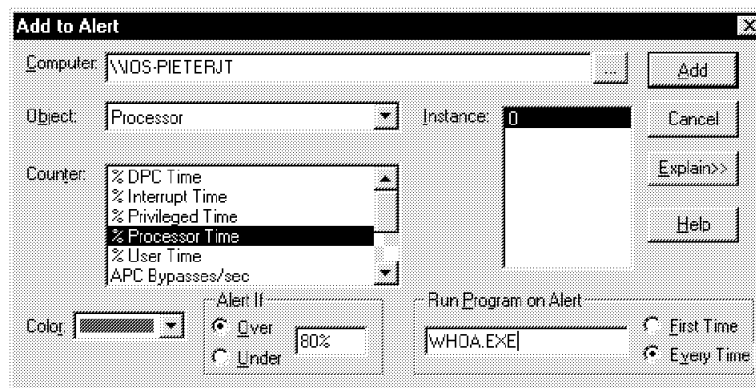 Add to Alert
Computer: \\IOS-PIETERJT ...
Add
Object: Processor
Instance: 0
Cancel
Counter:
% DPC Time
% Interrupt Time
% Privileged Time
% Processor Time
% User Time
APC Bypasses/sec
Explain>>
Help
Color:
Alert If
Over
Under
80%
Run Program on Alert
WHOA.EXE
First Time
Every Time